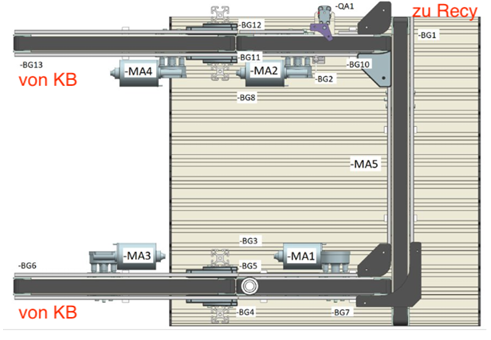 -QA1
zu Recy
-BG12
-BG1
-BG13
-BG11
-BG10
von KB
-MA4
-MA2
-BG2
-BG8
-MA5
-BG3
-MA3
-MA1
-BG6
-BG5
von KB
-BG4
-BG7